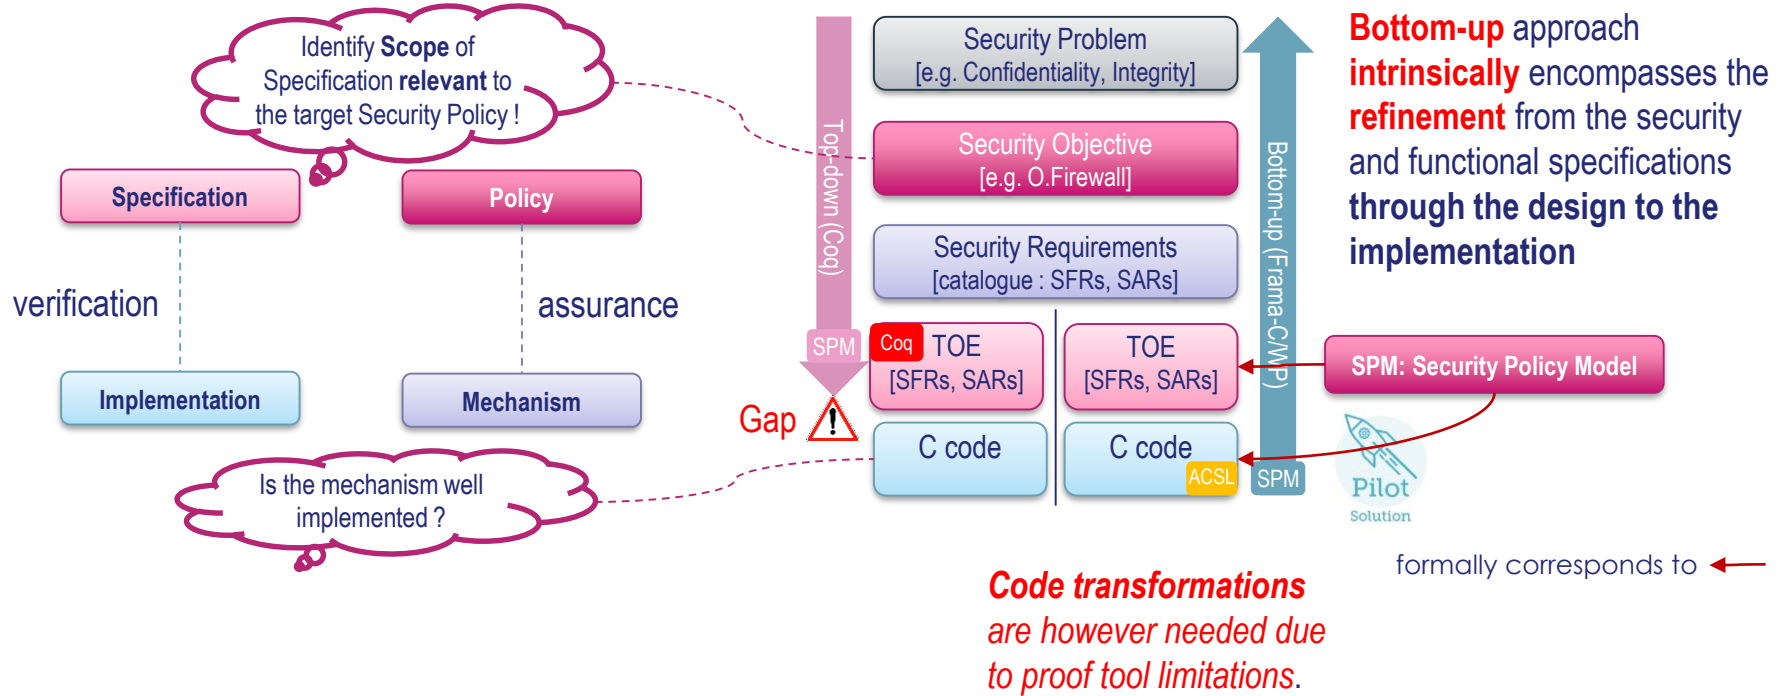 Identify Scope of
Specification relevant to
the target Security Policy !
Specification
Policy
verification
assurance
Implementation
Mechanism
Is the mechanism well
implemented ?
Top-down (Coq)
SPM
Gap
Security Problem
[e.g. Confidentiality, Integrity]
Security Objective
[e.g. O.Firewall]
Security Requirements
[catalogue : SFRs, SARs]
Coq
TOE
[SFRs, SARs]
TOE
[SFRs, SARs]
C code
C code
ACSL
Bottom-up (Frama-C/WP)
SPM
Bottom-up approach
intrinsically encompasses the
refinement from the security
and functional specifications
through the design to the
implementation
SPM: Security Policy Model
Pilot
Solution
formally corresponds to
Code transformations
are however needed due
to proof tool limitations.